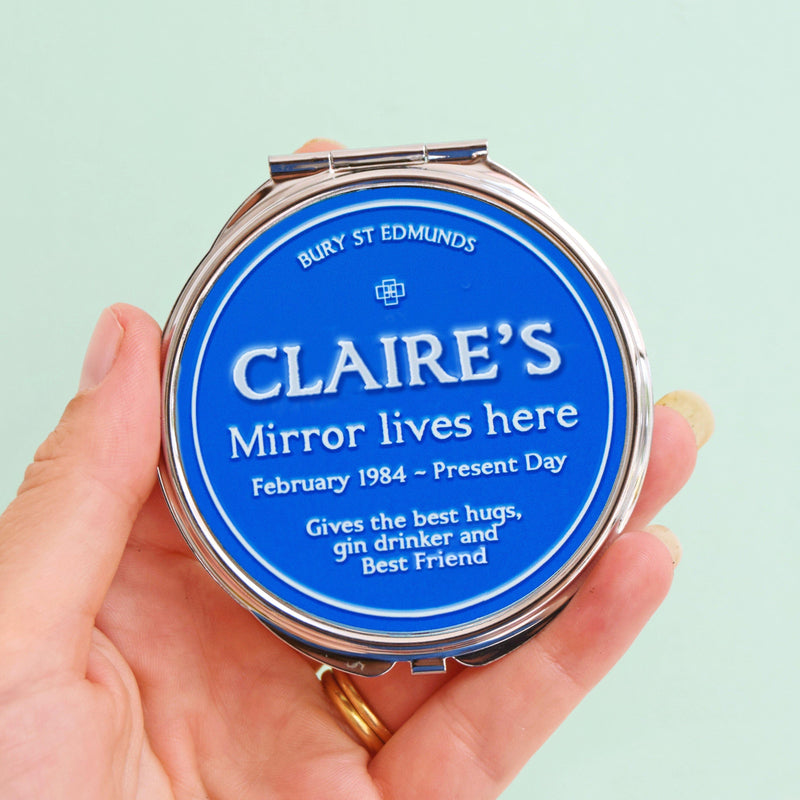 BURY ST EDMUNDS
CLAIRE'S
Mirror lives here
February 1984 ~ Present Day
Gives the best hugs,
gin drinker and
Best Friend